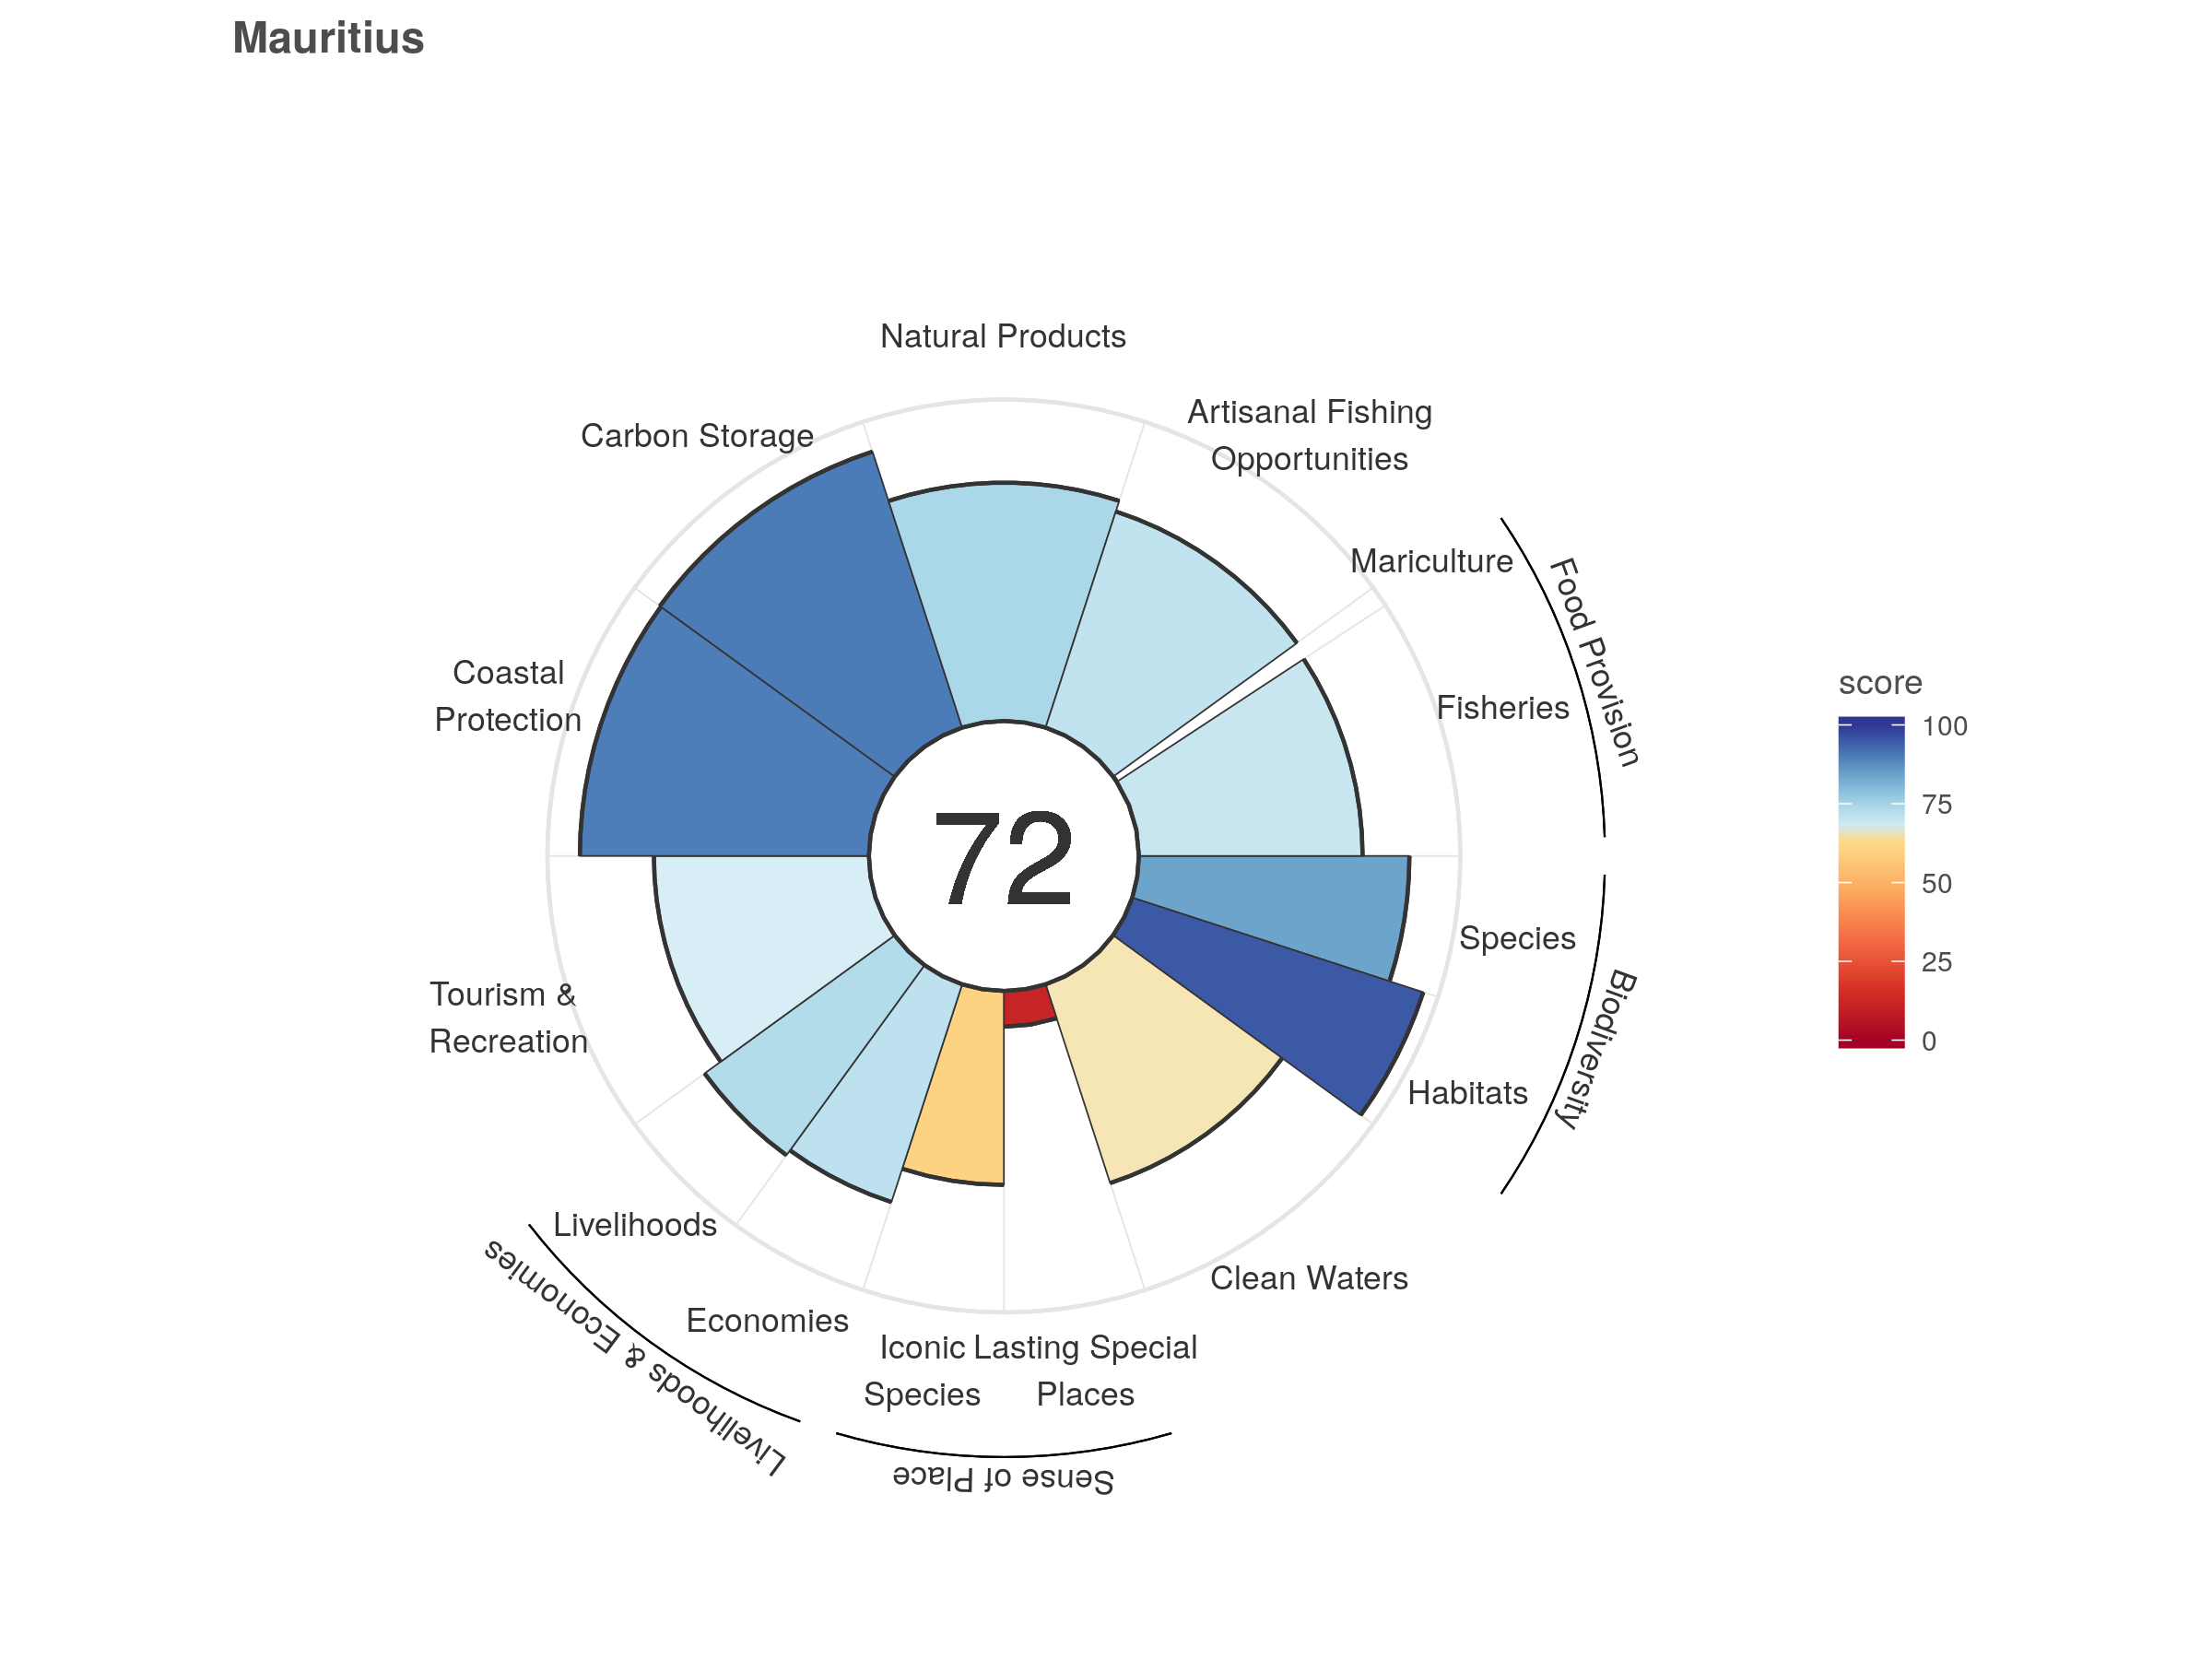 Mauritius
Natural Products
Carbon Storage
Artisanal Fishing
Opportunities
Mariculture
Food Provision
Fisheries
Coastal
Protection
72
score
100
75
50
25
0
Species
Biodiversity
Habitats
Tourism &
Recreation
Livelihoods
Livelihoods & Economies
Economies
Clean Waters
Iconic
Species
Lasting Special
Places
Sense of Place